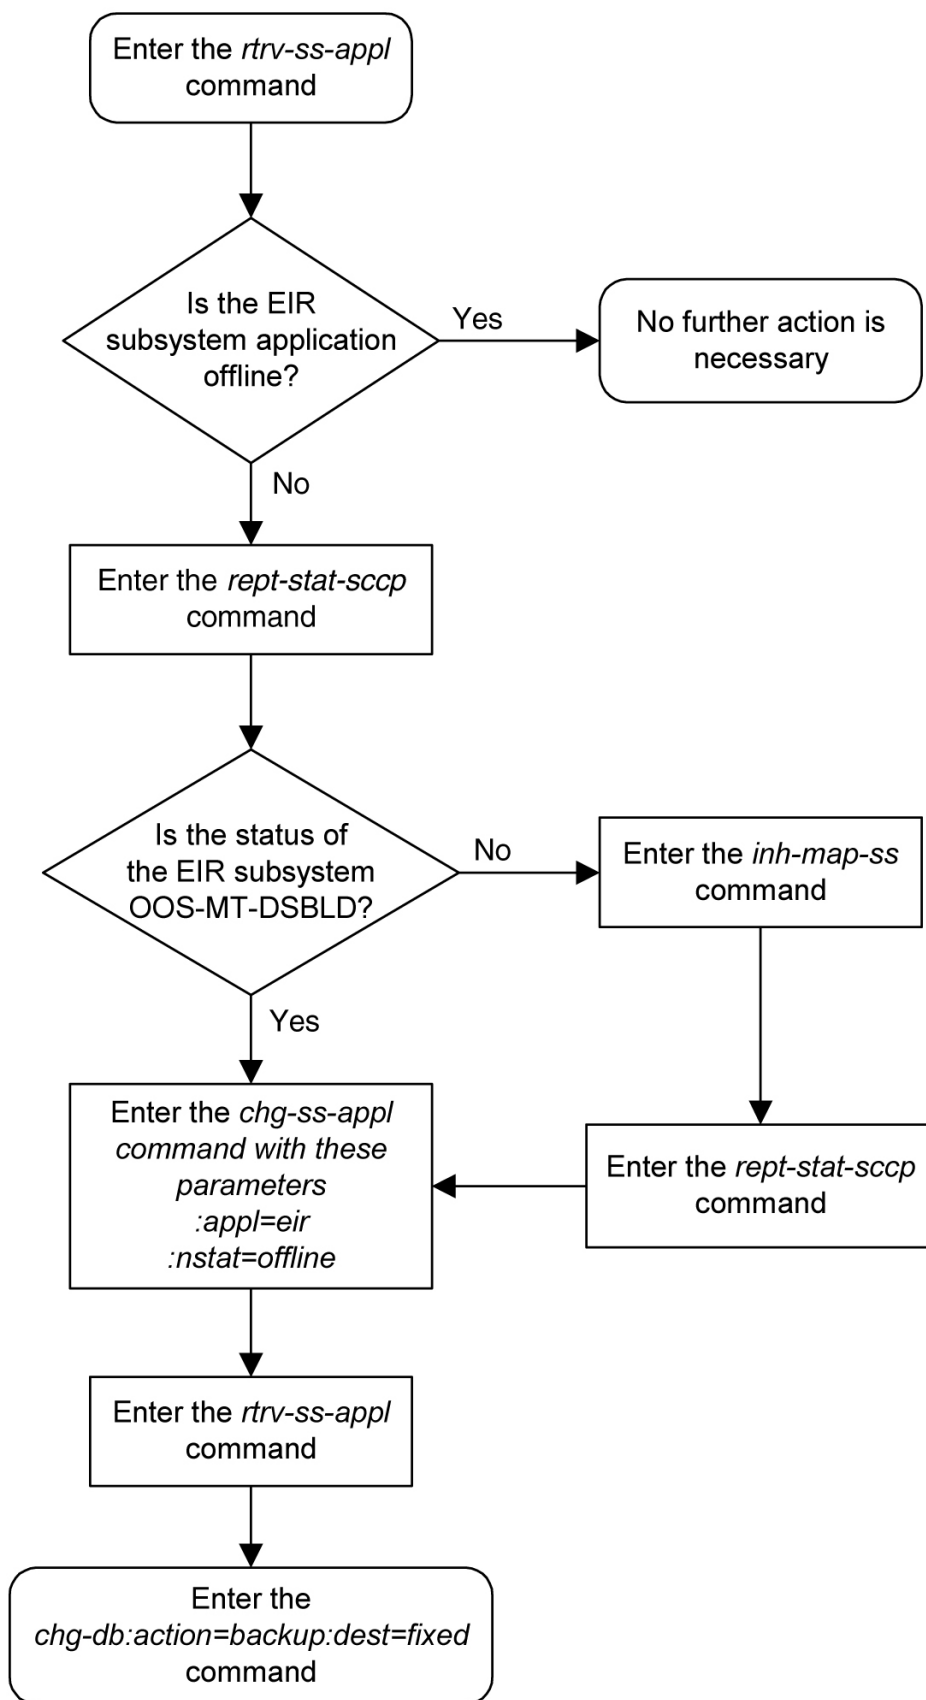 Enter the rtrv-ss-appl
command
Is the EIR
subsystem application
offline?
Yes
No further action is
necessary
No
Enter the rept-stat-sccp
command
Is the status of
the EIR subsystem
OOS-MT-DSBLD?
No
Enter the inh-map-ss
command
Yes
Enter the chg-ss-appl
command with these
parameters
:appl=eir
:nstat=offline
Enter the rept-stat-sccp
command
Enter the rtrv-ss-appl
command
Enter the
chg-db:action=backup:dest=fixed
command